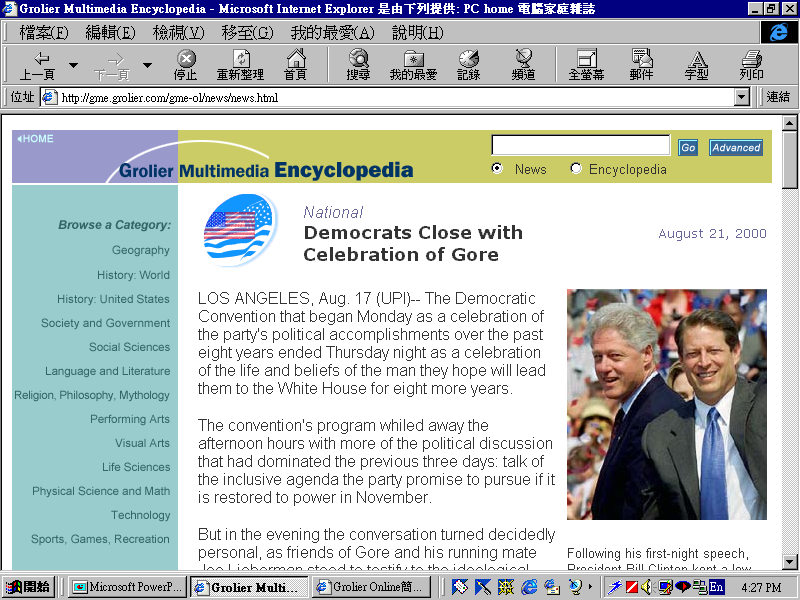 Grolier Multimedia Encyclopedia - Microsoft Internet Explorer 是由下列提供: PC home 電腦家庭雜誌
檔案(F) 編輯(E) 檢視(V) 移至(G) 我的最愛(A) 說明(H)
上一頁 下一頁 停止 重新整理 首頁 搜尋 我的最愛 記錄 頻道 全螢幕 郵件 字型 列印
網址 http://gme.grolier.com/gme-ol/news/news.html 連結
HOME
Grolier Multimedia Encyclopedia
Go Advanced
News Encyclopedia
Browse a Category:
Geography
History: World
History: United States
Society and Government
Social Sciences
Language and Literature
Religion, Philosophy, Mythology
Performing Arts
Visual Arts
Life Sciences
Physical Science and Math
Technology
Sports, Games, Recreation
National
Democrats Close with
Celebration of Gore
August 21, 2000
LOS ANGELES, Aug. 17 (UPI)-- The Democratic
Convention that began Monday as a celebration of
the party's political accomplishments over the past
eight years ended Thursday night as a celebration
of the life and beliefs of the man they hope will lead
them to the White House for eight more years.
The convention's program whiled away the
afternoon hours with more of the political discussion
that had dominated the previous three days: talk of
the inclusive agenda the party promise to pursue if it
is restored to power in November.
But in the evening the conversation turned decidedly
personal, as friends of Gore and his running mate
Joe Lieberman stood to testify to the ideological
Following his first-night speech,
President Bill Clinton kept a low
開始 Microsoft PowerP... Grolier Multi... Grolier Online簡... En 4:27 PM